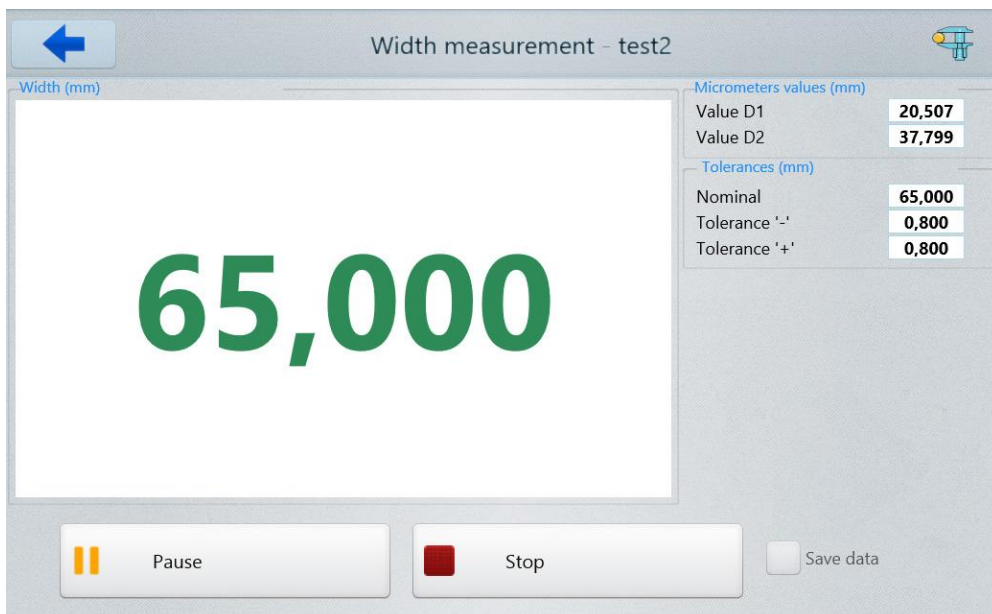 Width measurement - test2
Width (mm)
65,000
Micrometers values (mm)
Value D1 20,507
Value D2 37,799
Tolerances (mm)
Nominal 65,000
Tolerance '-' 0,800
Tolerance '+' 0,800
Pause
Stop
Save data